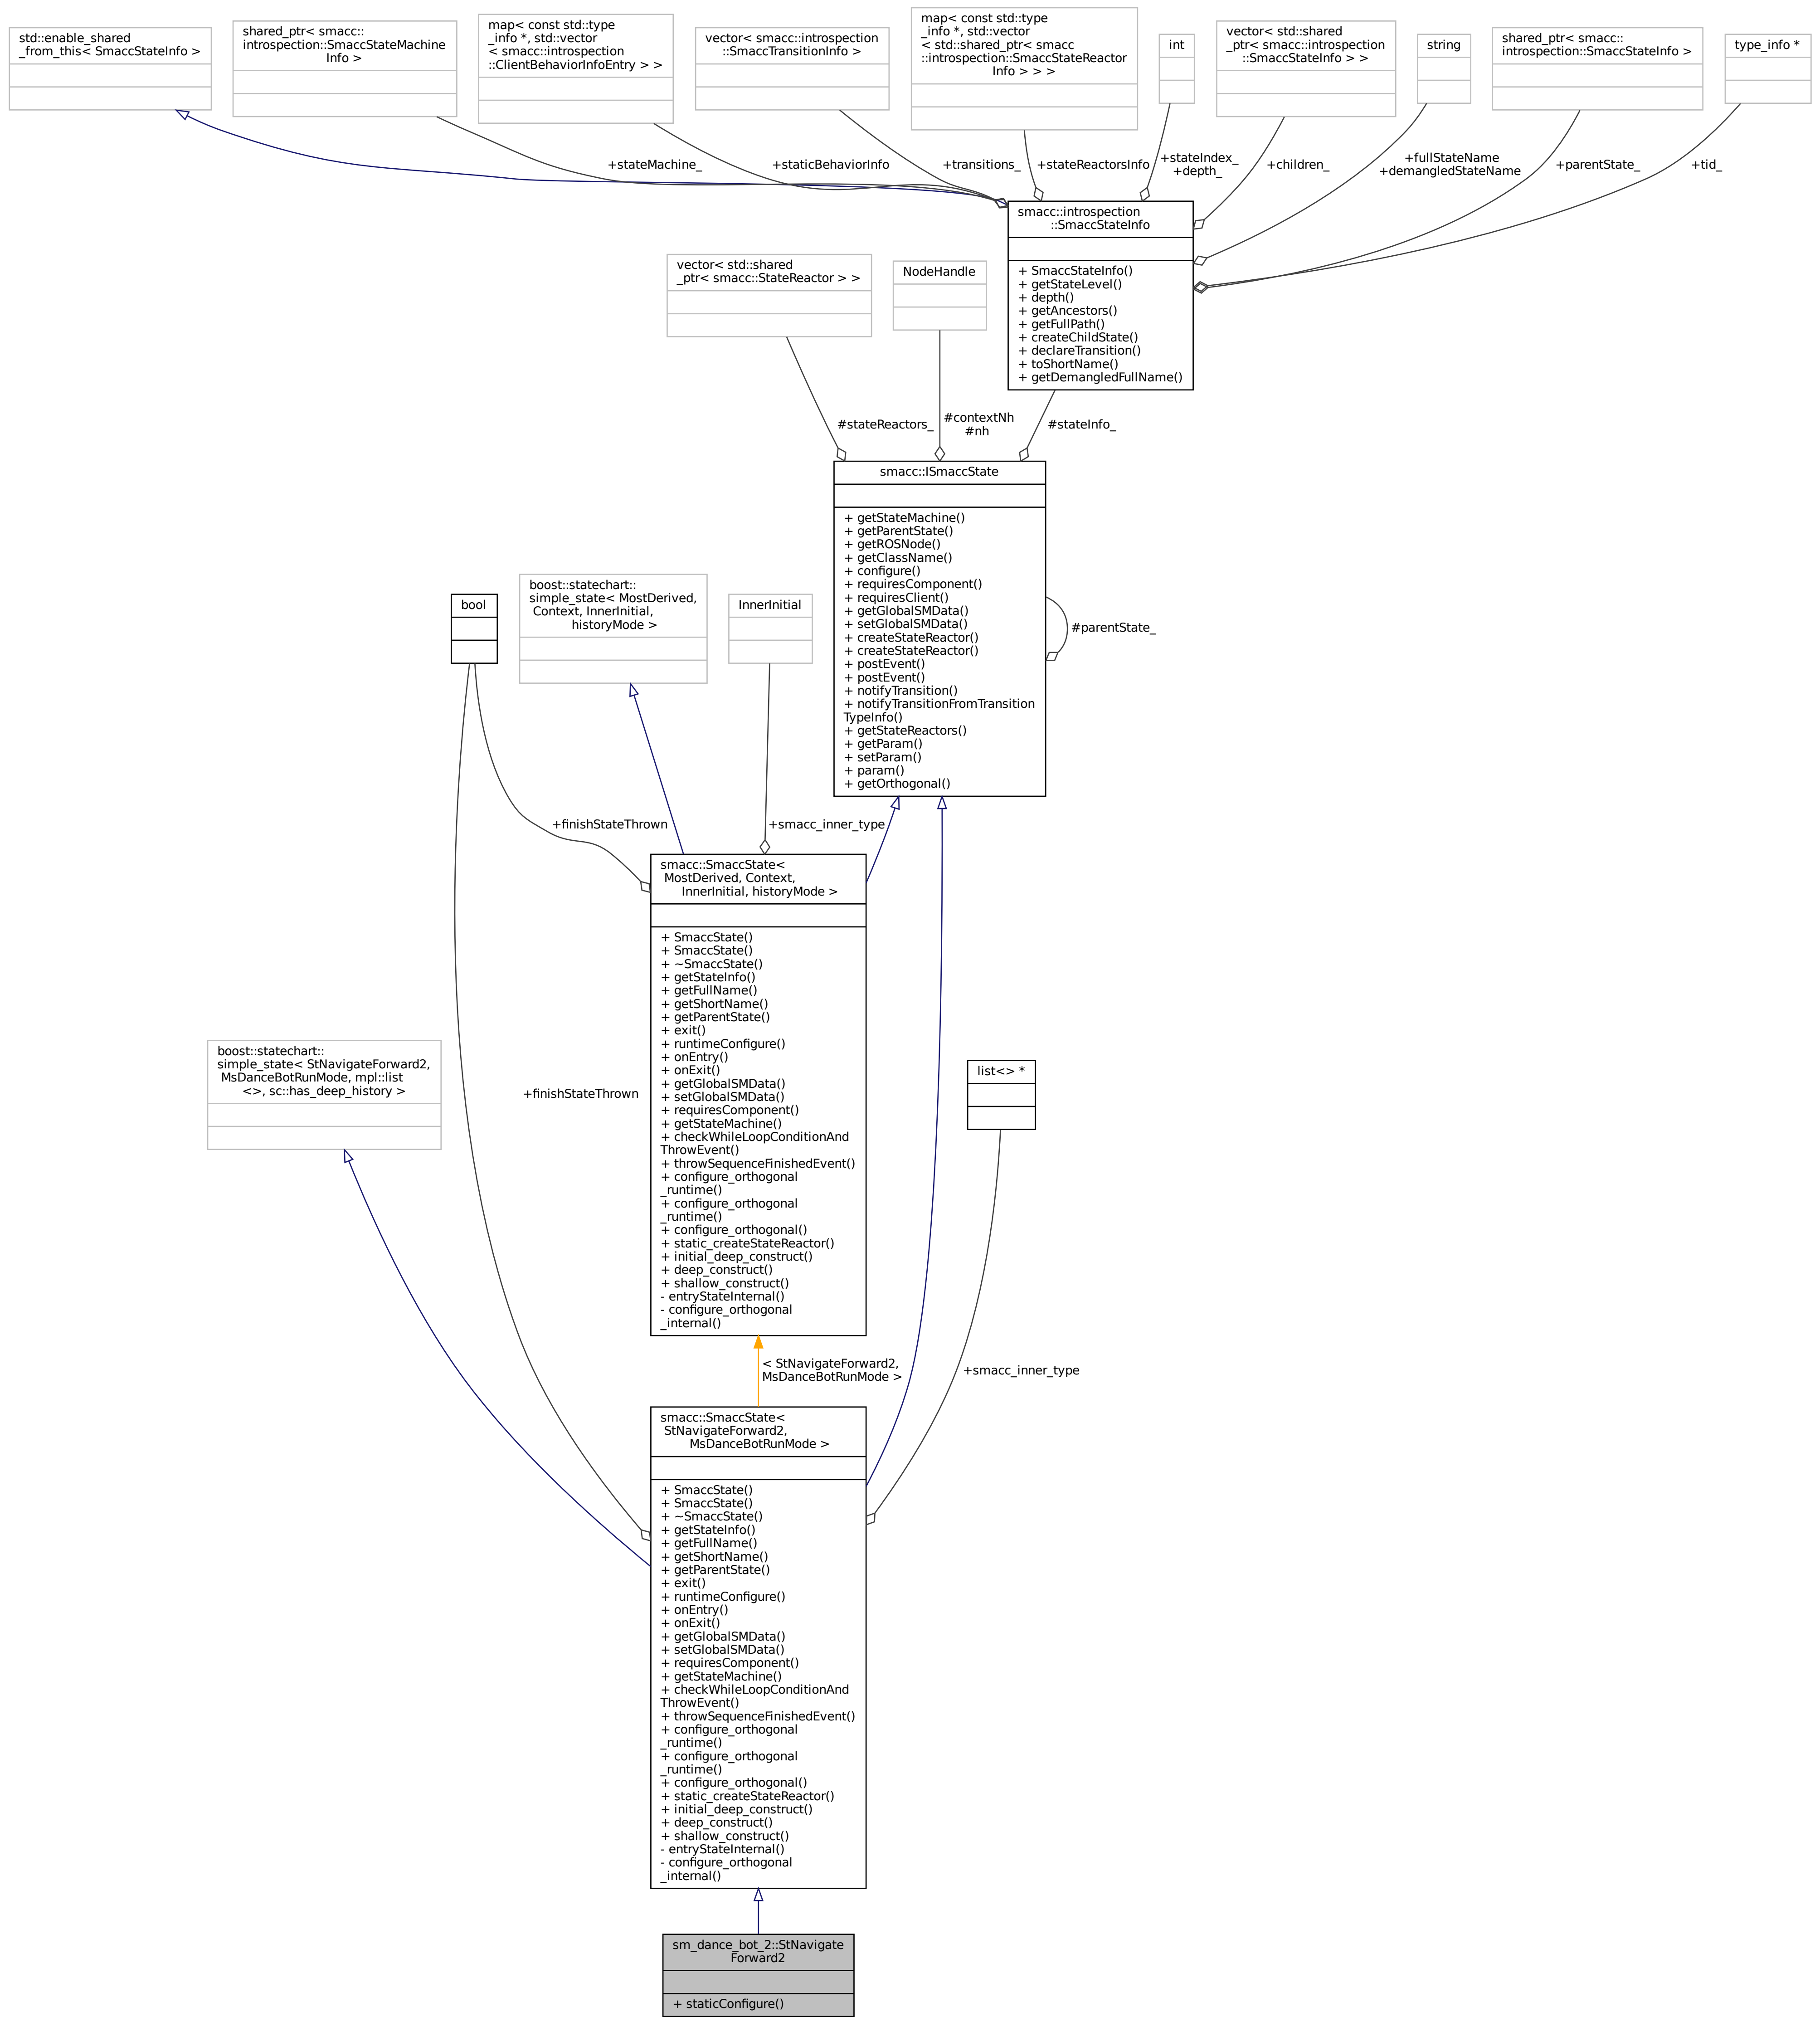 std::enable_shared
_from_this< SmaccStateInfo >
shared_ptr< smacc::
introspection::SmaccStateMachine
Info >
map< const std::type
_info *, std::vector
< smacc::introspection
::ClientBehaviorInfoEntry > >
vector< smacc::introspection
::SmaccTransitionInfo >
map< const std::type
_info *, std::vector
< std::shared_ptr< smacc
::introspection::SmaccStateReactor
Info > > >
int
vector< std::shared
_ptr< smacc::introspection
::SmaccStateInfo > >
string
shared_ptr< smacc::
introspection::SmaccStateInfo >
type_info *
+stateMachine_
+staticBehaviorInfo
+transitions_
+stateReactorsInfo
+stateIndex_
+depth_
+children_
+fullStateName
+demangledStateName
+parentState_
+tid_
smacc::introspection
::SmaccStateInfo
+ SmaccStateInfo()
+ getStateLevel()
+ depth()
+ getAncestors()
+ getFullPath()
+ createChildState()
+ declareTransition()
+ toShortName()
+ getDemangledFullName()
vector< std::shared
_ptr< smacc::StateReactor > >
NodeHandle
#stateReactors_
#contextNh
#nh
#stateInfo_
smacc::ISmaccState
+ getStateMachine()
+ getParentState()
+ getROSNode()
+ getClassName()
+ configure()
+ requiresComponent()
+ requiresClient()
+ getGlobalSMData()
+ setGlobalSMData()
+ createStateReactor()
+ createStateReactor()
+ postEvent()
+ postEvent()
+ notifyTransition()
+ notifyTransitionFromTransition
TypeInfo()
+ getStateReactors()
+ getParam()
+ setParam()
+ param()
+ getOrthogonal()
#parentState_
bool
boost::statechart::
simple_state< MostDerived,
Context, InnerInitial,
historyMode >
InnerInitial
+finishStateThrown
+smacc_inner_type
smacc::SmaccState<
MostDerived, Context,
InnerInitial, historyMode >
+ SmaccState()
+ SmaccState()
+ ~SmaccState()
+ getStateInfo()
+ getFullName()
+ getShortName()
+ getParentState()
+ exit()
+ runtimeConfigure()
+ onEntry()
+ onExit()
+ getGlobalSMData()
+ setGlobalSMData()
+ requiresComponent()
+ getStateMachine()
+ checkWhileLoopConditionAnd
ThrowEvent()
+ throwSequenceFinishedEvent()
+ configure_orthogonal
_runtime()
+ configure_orthogonal
_runtime()
+ configure_orthogonal()
+ static_createStateReactor()
+ initial_deep_construct()
+ deep_construct()
+ shallow_construct()
- entryStateInternal()
- configure_orthogonal
_internal()
boost::statechart::
simple_state< StNavigateForward2,
MsDanceBotRunMode, mpl::list
<>, sc::has_deep_history >
+finishStateThrown
list<> *
< StNavigateForward2,
MsDanceBotRunMode >
+smacc_inner_type
smacc::SmaccState<
StNavigateForward2,
MsDanceBotRunMode >
+ SmaccState()
+ SmaccState()
+ ~SmaccState()
+ getStateInfo()
+ getFullName()
+ getShortName()
+ getParentState()
+ exit()
+ runtimeConfigure()
+ onEntry()
+ onExit()
+ getGlobalSMData()
+ setGlobalSMData()
+ requiresComponent()
+ getStateMachine()
+ checkWhileLoopConditionAnd
ThrowEvent()
+ throwSequenceFinishedEvent()
+ configure_orthogonal
_runtime()
+ configure_orthogonal
_runtime()
+ configure_orthogonal()
+ static_createStateReactor()
+ initial_deep_construct()
+ deep_construct()
+ shallow_construct()
- entryStateInternal()
- configure_orthogonal
_internal()
sm_dance_bot_2::StNavigate
Forward2
+ staticConfigure()